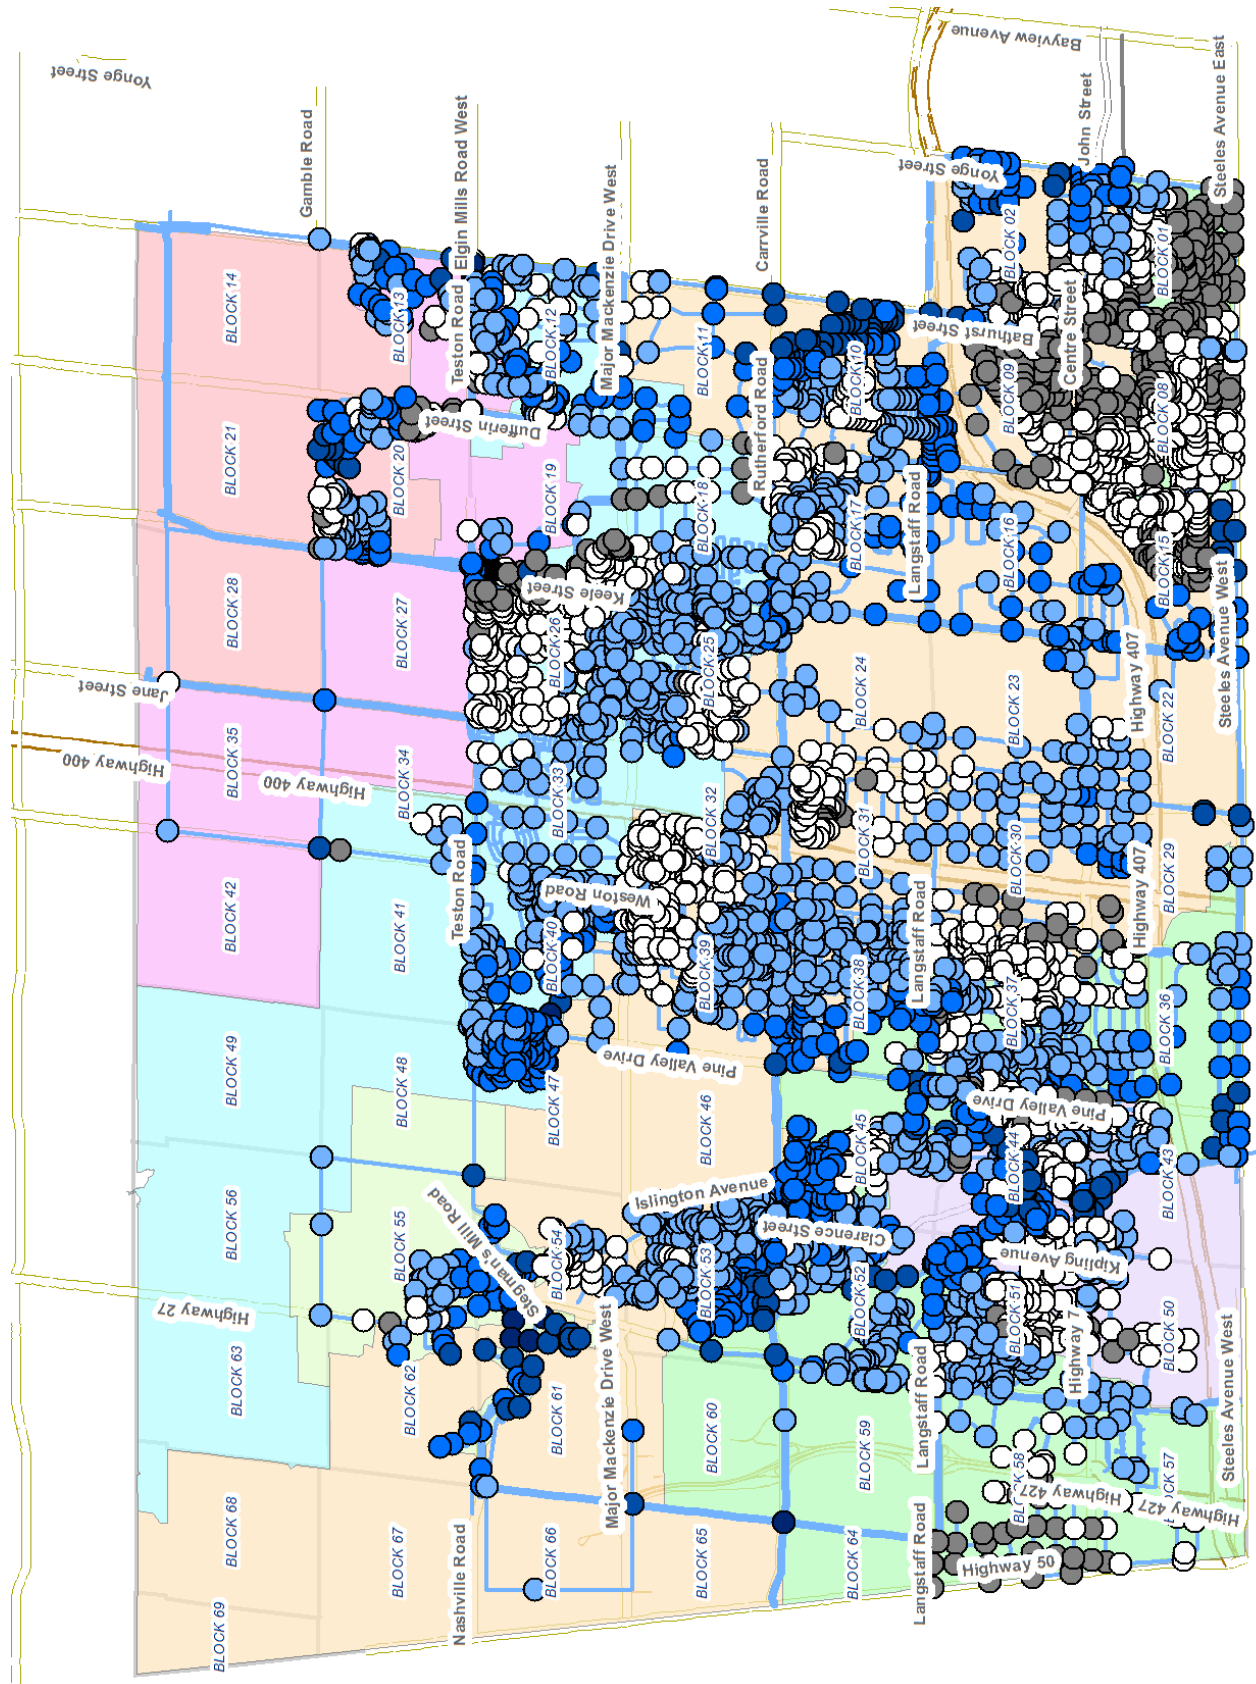 Yonge Street
Bayview Avenue
Steeles Avenue East
John Street
Gamble Road
Elgin Mills Road West
Major Mackenzie Drive West
Carrville Road
Yonge Street
BLOCK 14
BLOCK 13
BLOCK 12
BLOCK 11
BLOCK 02
BLOCK 01
Teston Road
Bathurst Street
Centre Street
Rutherford Road
BLOCK 10
BLOCK 09
BLOCK 08
Dufferin Street
BLOCK 21
BLOCK 20
BLOCK 19
BLOCK 18
BLOCK 17
Langstaff Road
BLOCK 16
BLOCK 15
Steeles Avenue West
Keele Street
BLOCK 28
BLOCK 27
BLOCK 26
BLOCK 25
BLOCK 24
BLOCK 23
BLOCK 22
Highway 407
Jane Street
Highway 400
Highway 400
BLOCK 35
BLOCK 34
BLOCK 33
BLOCK 32
BLOCK 31
BLOCK 30
BLOCK 29
Weston Road
BLOCK 42
BLOCK 41
Teston Road
BLOCK 40
BLOCK 39
BLOCK 38
Langstaff Road
BLOCK 37
Highway 407
BLOCK 36
Pine Valley Drive
Pine Valley Drive
BLOCK 49
BLOCK 48
BLOCK 47
BLOCK 46
BLOCK 45
BLOCK 44
BLOCK 43
Islington Avenue
Clarence Street
Kipling Avenue
BLOCK 56
BLOCK 55
Stegman's Mill Road
BLOCK 54
BLOCK 53
BLOCK 52
BLOCK 51
BLOCK 50
Highway 27
Highway 7
BLOCK 63
BLOCK 62
BLOCK 61
Major Mackenzie Drive West
BLOCK 60
BLOCK 59
Langstaff Road
BLOCK 58
BLOCK 57
Steeles Avenue West
Highway 427
Highway 427
BLOCK 69
BLOCK 68
BLOCK 67
Nashville Road
BLOCK 66
BLOCK 65
BLOCK 64
Langstaff Road
Highway 50